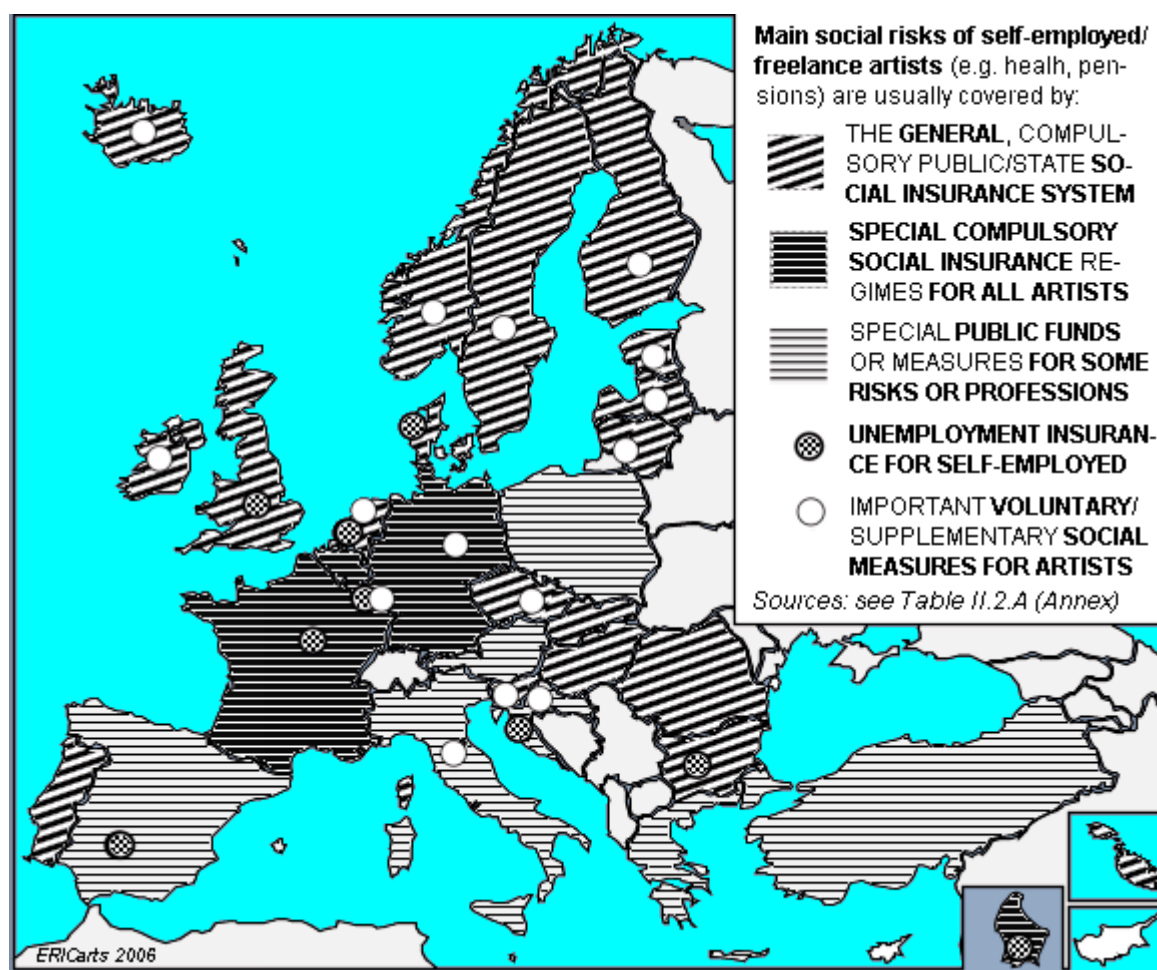 Main social risks of self-employed/
freelance artists (e.g. healh, pen-
sions) are usually covered by:
THE GENERAL, COMPUL-
SORY PUBLIC/STATE SO-
CIAL INSURANCE SYSTEM
SPECIAL COMPULSORY
SOCIAL INSURANCE RE-
GIMES FOR ALL ARTISTS
SPECIAL PUBLIC FUNDS
OR MEASURES FOR SOME
RISKS OR PROFESSIONS
UNEMPLOYMENT INSURAN-
CE FOR SELF-EMPLOYED
IMPORTANT VOLUNTARY/
SUPPLEMENTARY SOCIAL
MEASURES FOR ARTISTS
Sources: see Table II.2.A (Annex)
ERICarts 2006